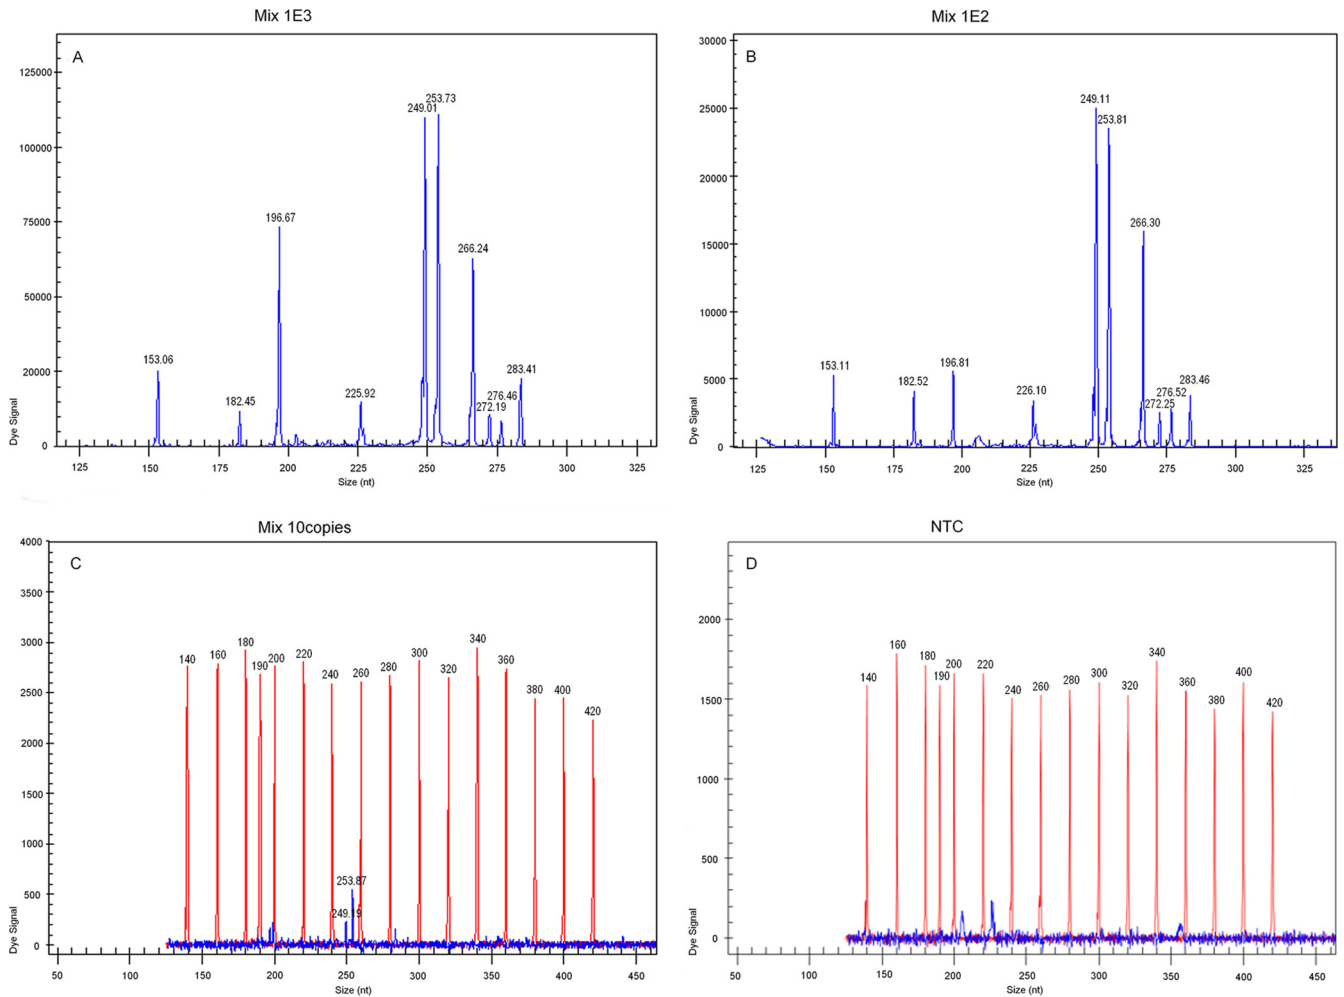 Mix 1E3
A
Dye Signal
125000
100000
75000
50000
20000
0
153.06
182.45
196.67
225.92
249.01
253.73
266.24
272.19
276.46
283.41
125 150 175 200 225 250 275 300 325
Size (nt)
Mix 1E2
B
Dye Signal
30000
25000
20000
15000
10000
5000
0
153.11
182.52
196.81
226.10
249.11
253.81
266.30
272.25
276.52
283.46
125 150 175 200 225 250 275 300 325
Size (nt)
Mix 10copies
C
Dye Signal
4000
3500
3000
2500
2000
1500
1000
500
0
140 160 180 190 200 220 240 260 280 300 320 340 360 380 400 420
249.19
253.87
50 100 150 200 250 300 350 400 450
Size (nt)
NTC
D
Dye Signal
2000
1500
1000
500
0
140 160 180 190 200 220 240 260 280 300 320 340 360 380 400 420
50 100 150 200 250 300 350 400 450
Size (nt)